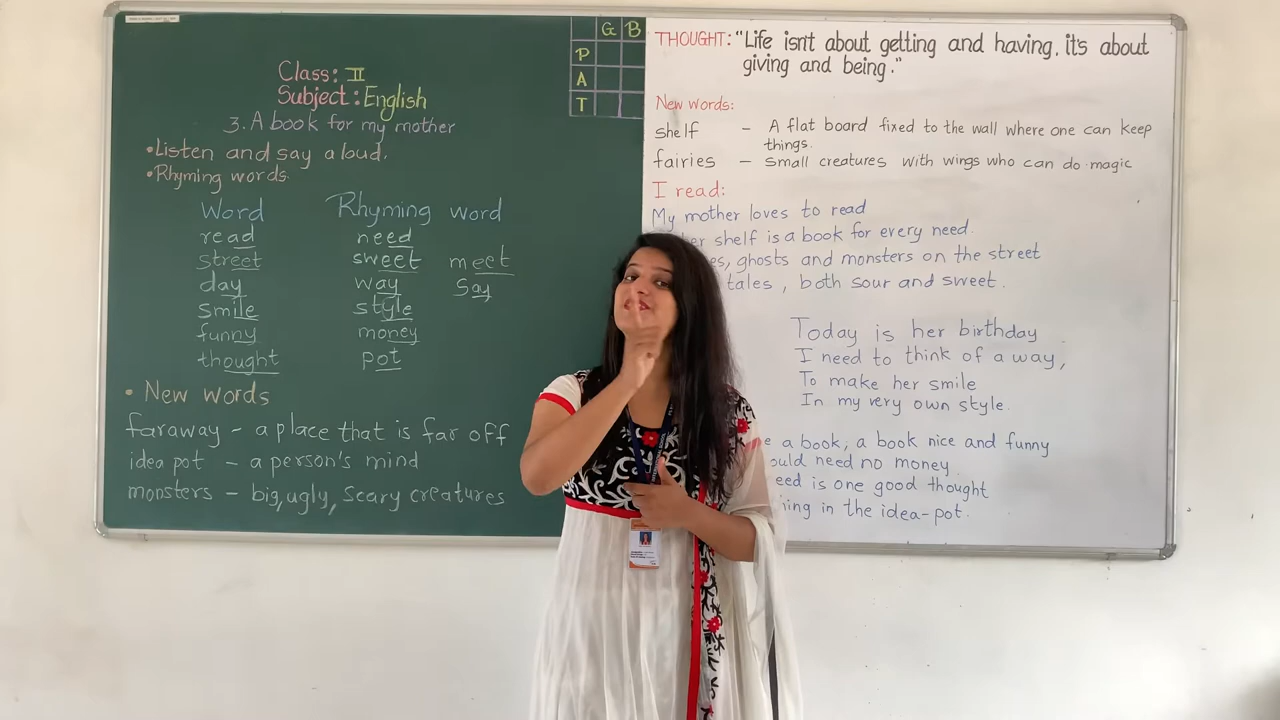 G B
P
A
T
Class: II
Subject: English
3. A book for my mother
• Listen and say aloud.
• Rhyming words.
Word Rhyming word
read need
street sweet meet
day way say
smile style
funny money
thought pot
• New words
faraway - a place that is far off
idea pot - a person's mind
monsters - big, ugly, scary creatures
THOUGHT: "Life isnt about getting and having, it's about
giving and being."
New words:
shelf - A flat board fixed to the wall where one can keep
things.
fairies - small creatures with wings who can do magic
I read:
My mother loves to read
her shelf is a book for every need.
ghosts and monsters on the street
tales, both sour and sweet.
Today is her birthday
I need to think of a way,
To make her smile
In my very own style.
a book, a book nice and funny
need no money
is one good thought
in the idea-pot.